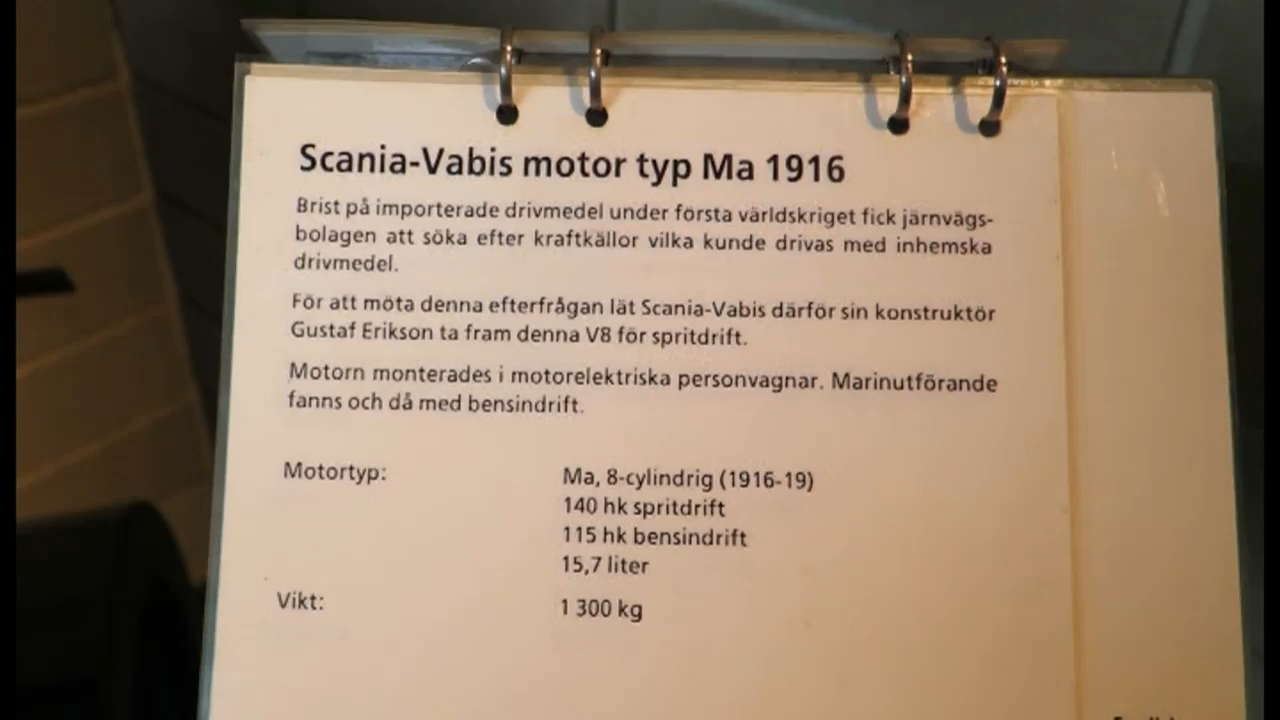 Scania-Vabis motor typ Ma 1916
Brist på importerade drivmedel under första världskriget fick järnvägs-
bolagen att söka efter kraftkällor vilka kunde drivas med inhemska
drivmedel.
För att möta denna efterfrågan lät Scania-Vabis därför sin konstruktör
Gustaf Erikson ta fram denna V8 för spritdrift.
Motorn monterades i motorelektriska personvagnar. Marinutförande
fanns och då med bensindrift.
Motortyp: Ma, 8-cylindrig (1916-19)
140 hk spritdrift
115 hk bensindrift
15,7 liter
Vikt: 1 300 kg